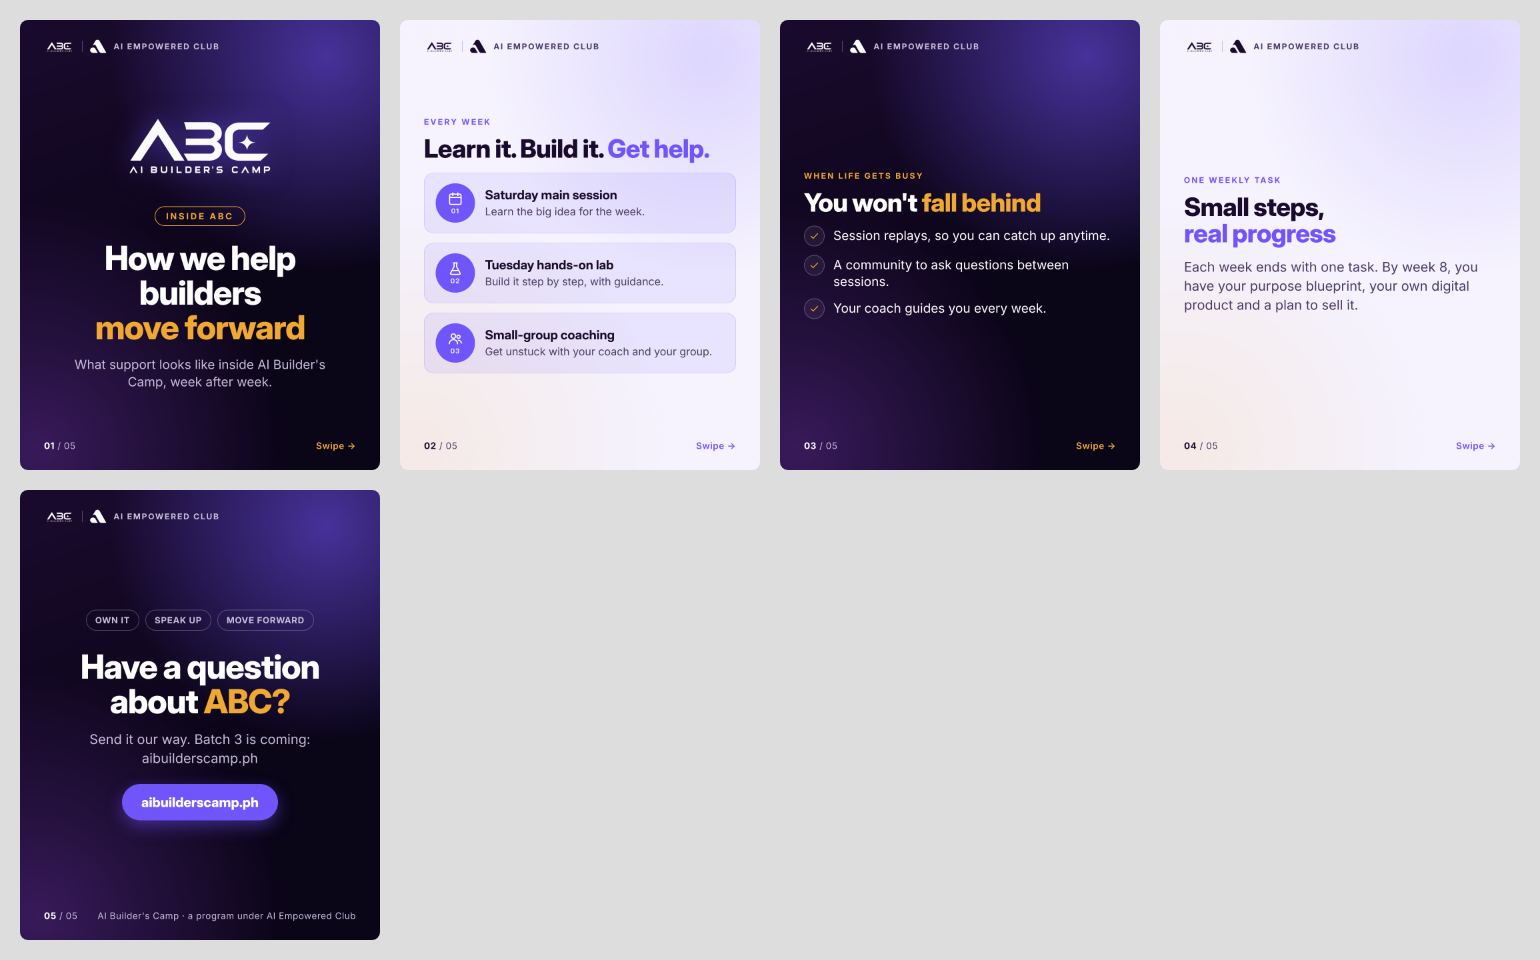 ABC
AI EMPOWERED CLUB
ABC
AI BUILDER'S CAMP
INSIDE ABC
How we help
builders
move forward
What support looks like inside AI Builder's
Camp, week after week.
01 / 05
Swipe →
ABC
AI EMPOWERED CLUB
EVERY WEEK
Learn it. Build it. Get help.
01
Saturday main session
Learn the big idea for the week.
02
Tuesday hands-on lab
Build it step by step, with guidance.
03
Small-group coaching
Get unstuck with your coach and your group.
02 / 05
Swipe →
ABC
AI EMPOWERED CLUB
WHEN LIFE GETS BUSY
You won't fall behind
Session replays, so you can catch up anytime.
A community to ask questions between
sessions.
Your coach guides you every week.
03 / 05
Swipe →
ABC
AI EMPOWERED CLUB
ONE WEEKLY TASK
Small steps,
real progress
Each week ends with one task. By week 8, you
have your purpose blueprint, your own digital
product and a plan to sell it.
04 / 05
Swipe →
ABC
AI EMPOWERED CLUB
OWN IT
SPEAK UP
MOVE FORWARD
Have a question
about ABC?
Send it our way. Batch 3 is coming:
aibuilderscamp.ph
aibuilderscamp.ph
05 / 05
AI Builder's Camp · a program under AI Empowered Club